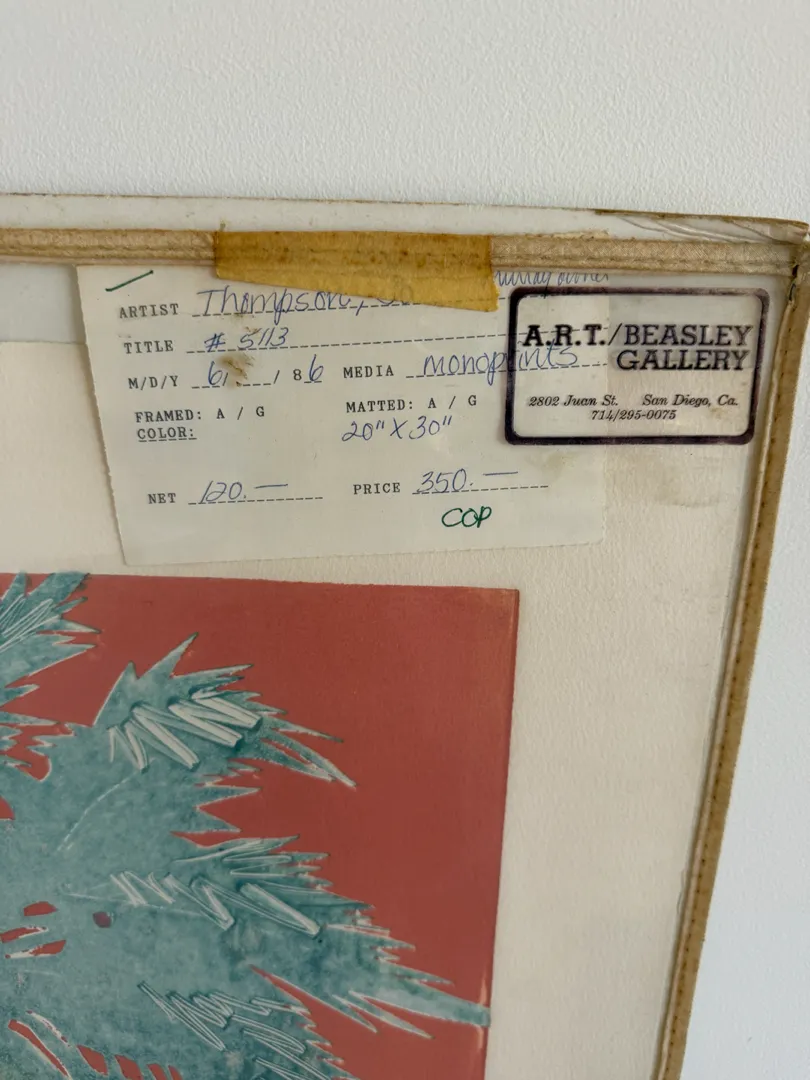 ARTIST Thompson,
TITLE # 5113
M/D/Y 6/ / 86 MEDIA monoprints
FRAMED: A / G MATTED: A / G
COLOR: 20" X 30"
NET 120.— PRICE 350.—
COP
A.R.T./BEASLEY
GALLERY
2802 Juan St. San Diego, Ca.
714/295-0075